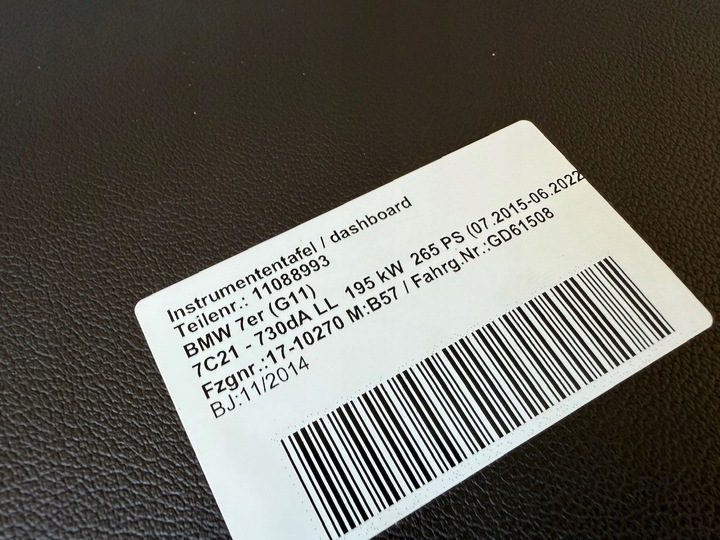 Instrumententafel / dashboard
Teilenr.: 11088993
BMW 7er (G11)
7C21 - 730dA LL 195 kW 265 PS (07.2015-06.2022
Fzgnr.:17-10270 M:B57 / Fahrg.Nr.:GD61508
BJ:11/2014